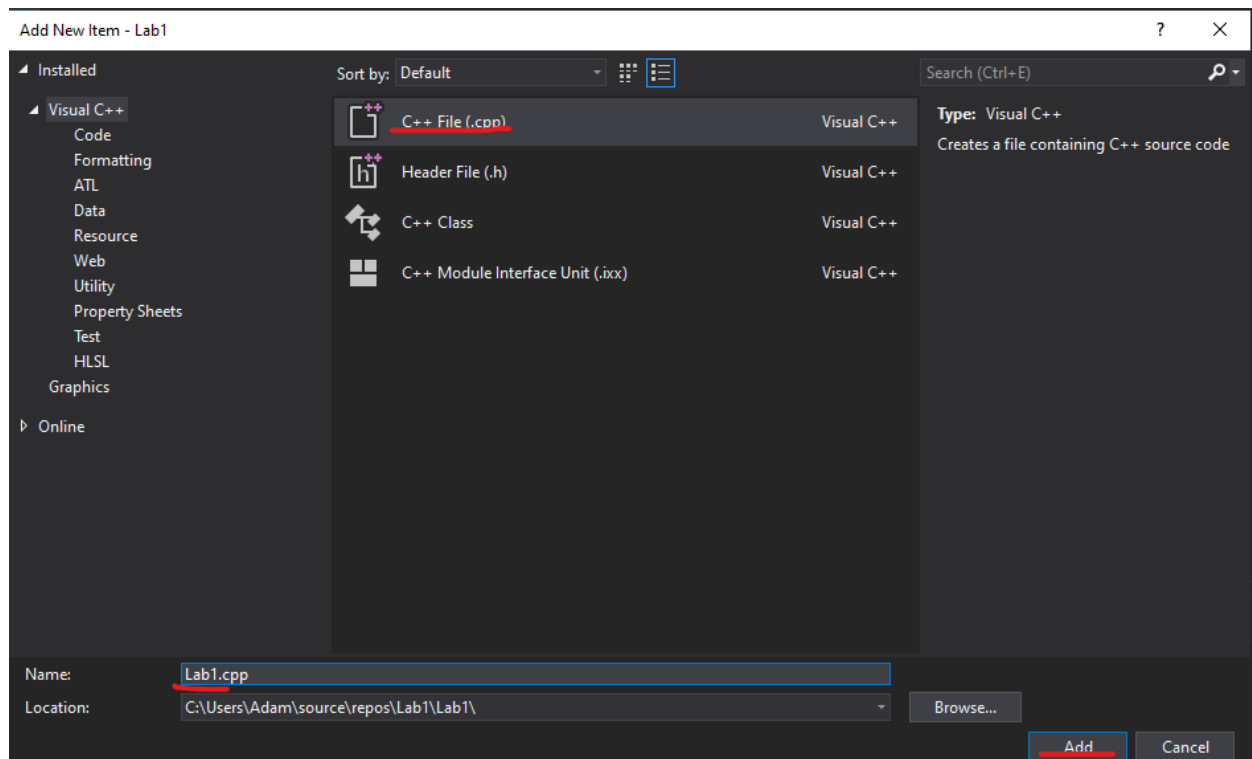 Add New Item - Lab1
? 
Installed
Sort by: Default
Search (Ctrl+E)
Visual C++
Code
Formatting
ATL
Data
Resource
Web
Utility
Property Sheets
Test
HLSL
Graphics
Online
C++ File (.cpp) Visual C++
Header File (.h) Visual C++
C++ Class Visual C++
C++ Module Interface Unit (.ixx) Visual C++
Type: Visual C++
Creates a file containing C++ source code
Name: Lab1.cpp
Location: C:\Users\Adam\source\repos\Lab1\Lab1\ Browse...
Add Cancel